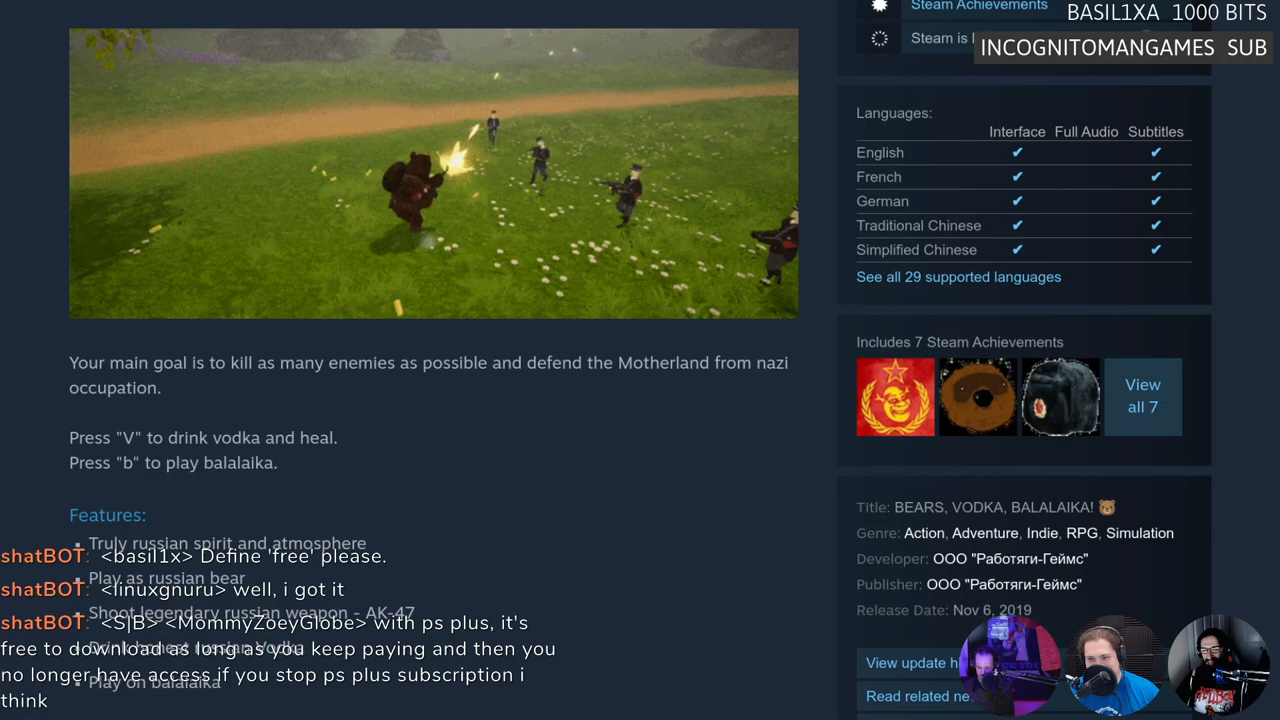 Steam Achievements
BASIL1XA 1000 BITS
Steam is
INCOGNITOMANGAMES SUB
Languages:
Interface Full Audio Subtitles
English ✔ ✔
French ✔ ✔
German ✔ ✔
Traditional Chinese ✔ ✔
Simplified Chinese ✔ ✔
See all 29 supported languages
Includes 7 Steam Achievements
View
all 7
Your main goal is to kill as many enemies as possible and defend the Motherland from nazi
occupation.
Press "V" to drink vodka and heal.
Press "b" to play balalaika.
Features:
▪ Truly russian spirit and atmosphere
▪ Play as russian bear
▪ Shoot legendary russian weapon - AK-47
▪ Drink honest russian Vodka
▪ Play on balalaika
shatBOT: <basil1x> Define 'free' please.
shatBOT: <linuxgnuru> well, i got it
shatBOT: <S|B> <MommyZoeyGlobe> with ps plus, it's
free to download as long as you keep paying and then you
no longer have access if you stop ps plus subscription i
think
Title: BEARS, VODKA, BALALAIKA! 🐻
Genre: Action, Adventure, Indie, RPG, Simulation
Developer: ООО "Работяги-Геймс"
Publisher: ООО "Работяги-Геймс"
Release Date: Nov 6, 2019
View update h
Read related ne